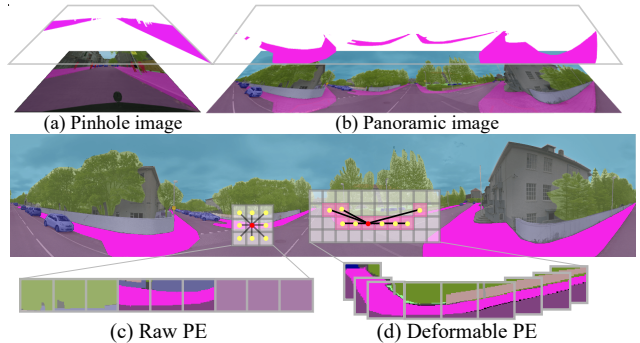 (a) Pinhole image
(b) Panoramic image
(c) Raw PE
(d) Deformable PE